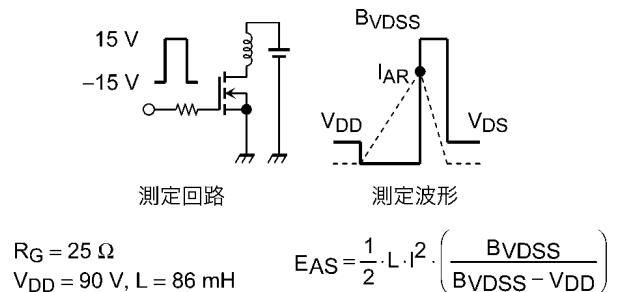 15 V
−15 V
BVDSS
IAR
VDD
VDS
測定回路
測定波形
RG = 25 Ω
VDD = 90 V, L = 86 mH
EAS = 1/2 · L · I² · (BVDSS / (BVDSS − VDD))